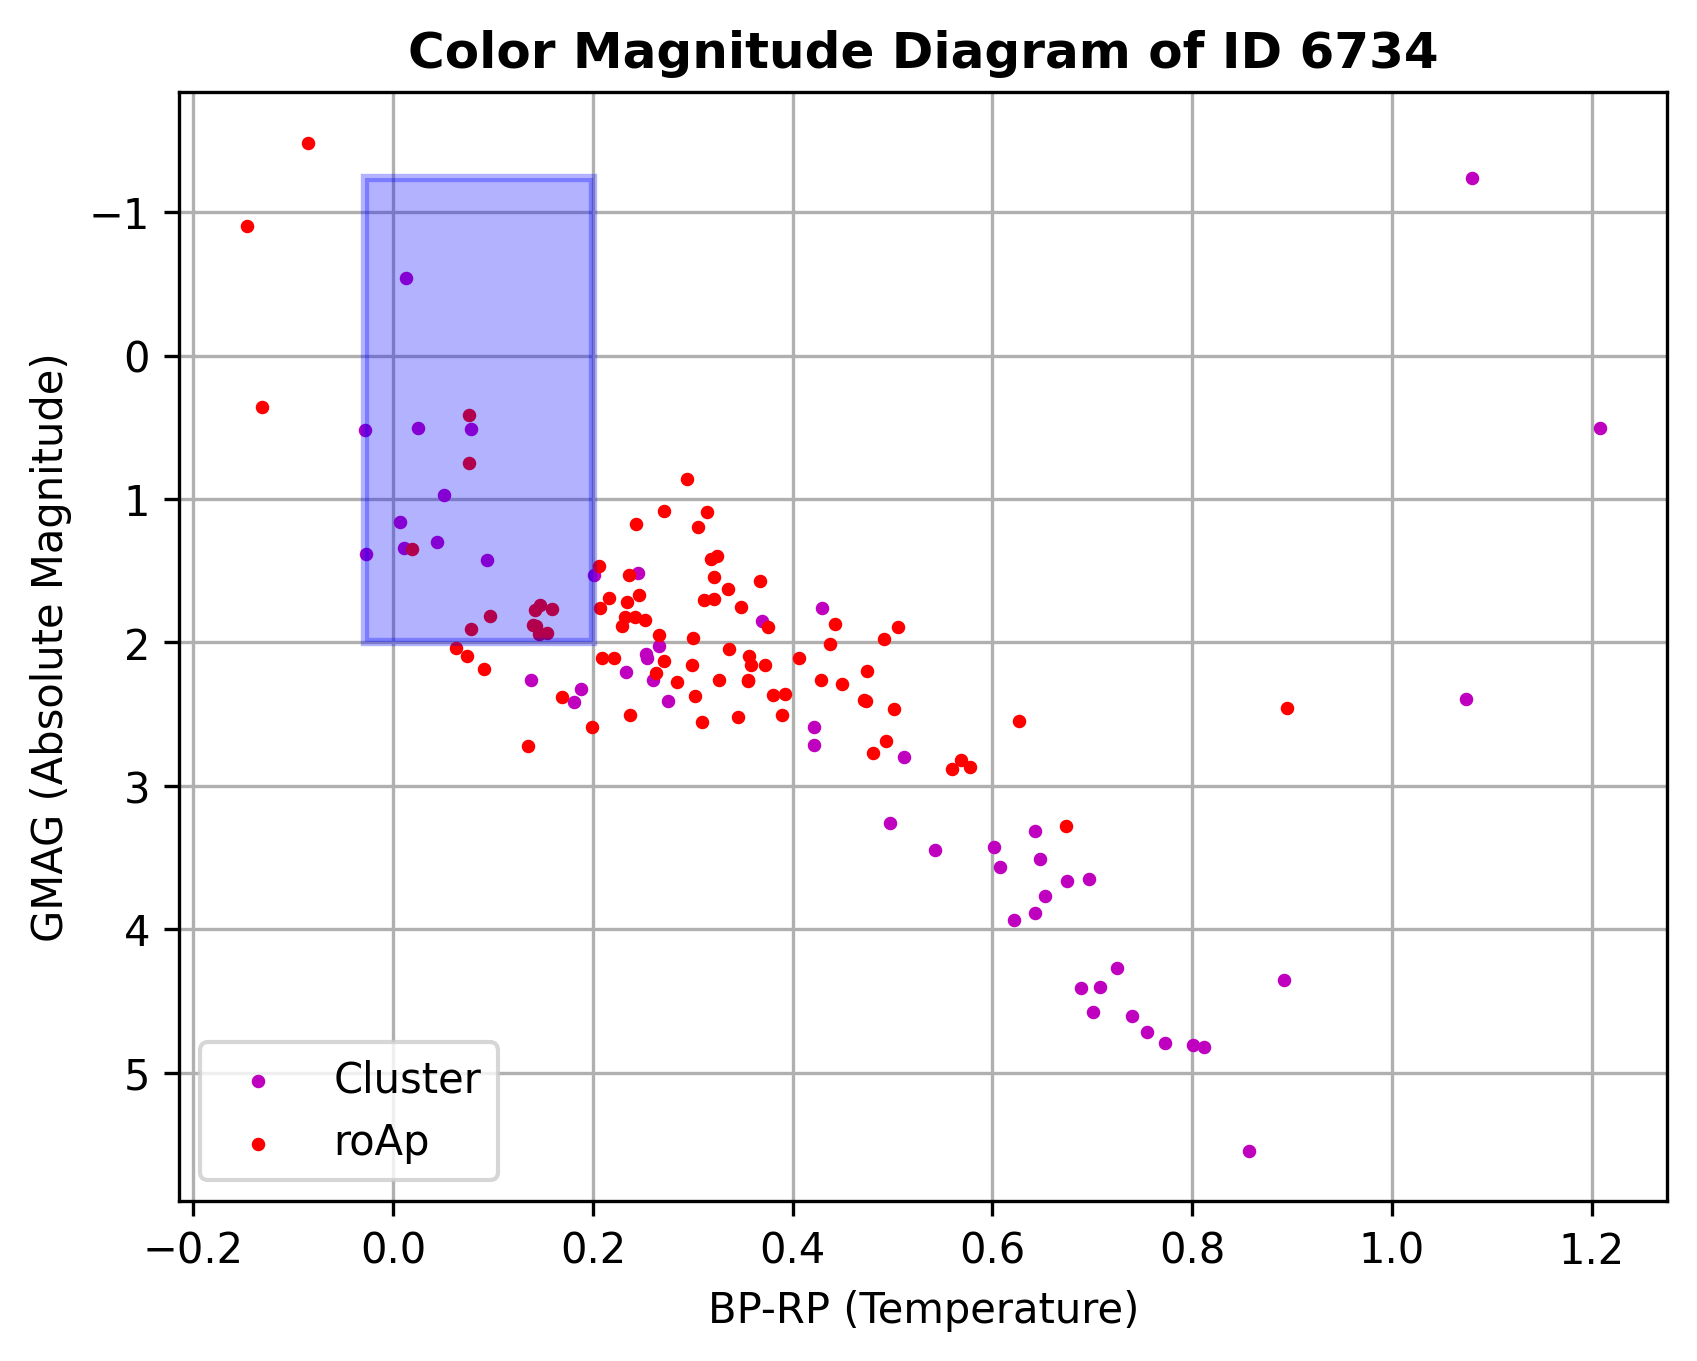 Color Magnitude Diagram of ID 6734
GMAG (Absolute Magnitude)
−1
0
1
2
3
4
5
Cluster
roAp
−0.2 0.0 0.2 0.4 0.6 0.8 1.0 1.2
BP-RP (Temperature)